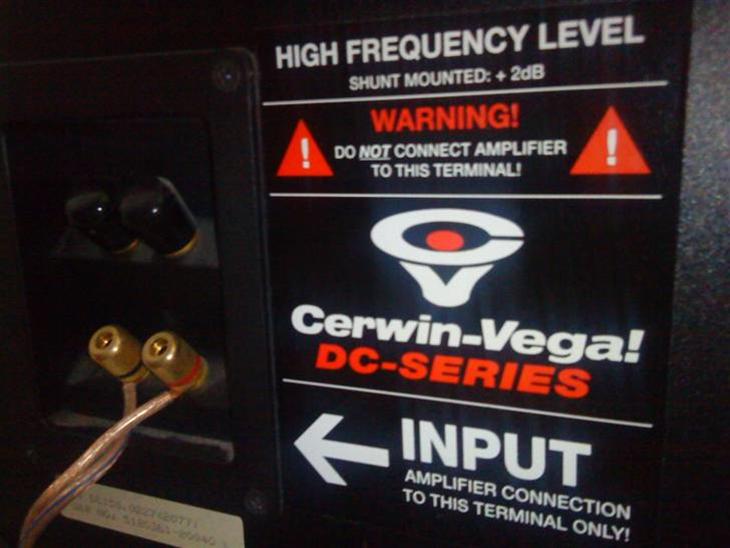 HIGH FREQUENCY LEVEL
SHUNT MOUNTED: + 2dB
WARNING!
DO NOT CONNECT AMPLIFIER
TO THIS TERMINAL!
Cerwin-Vega!
DC-SERIES
INPUT
AMPLIFIER CONNECTION
TO THIS TERMINAL ONLY!